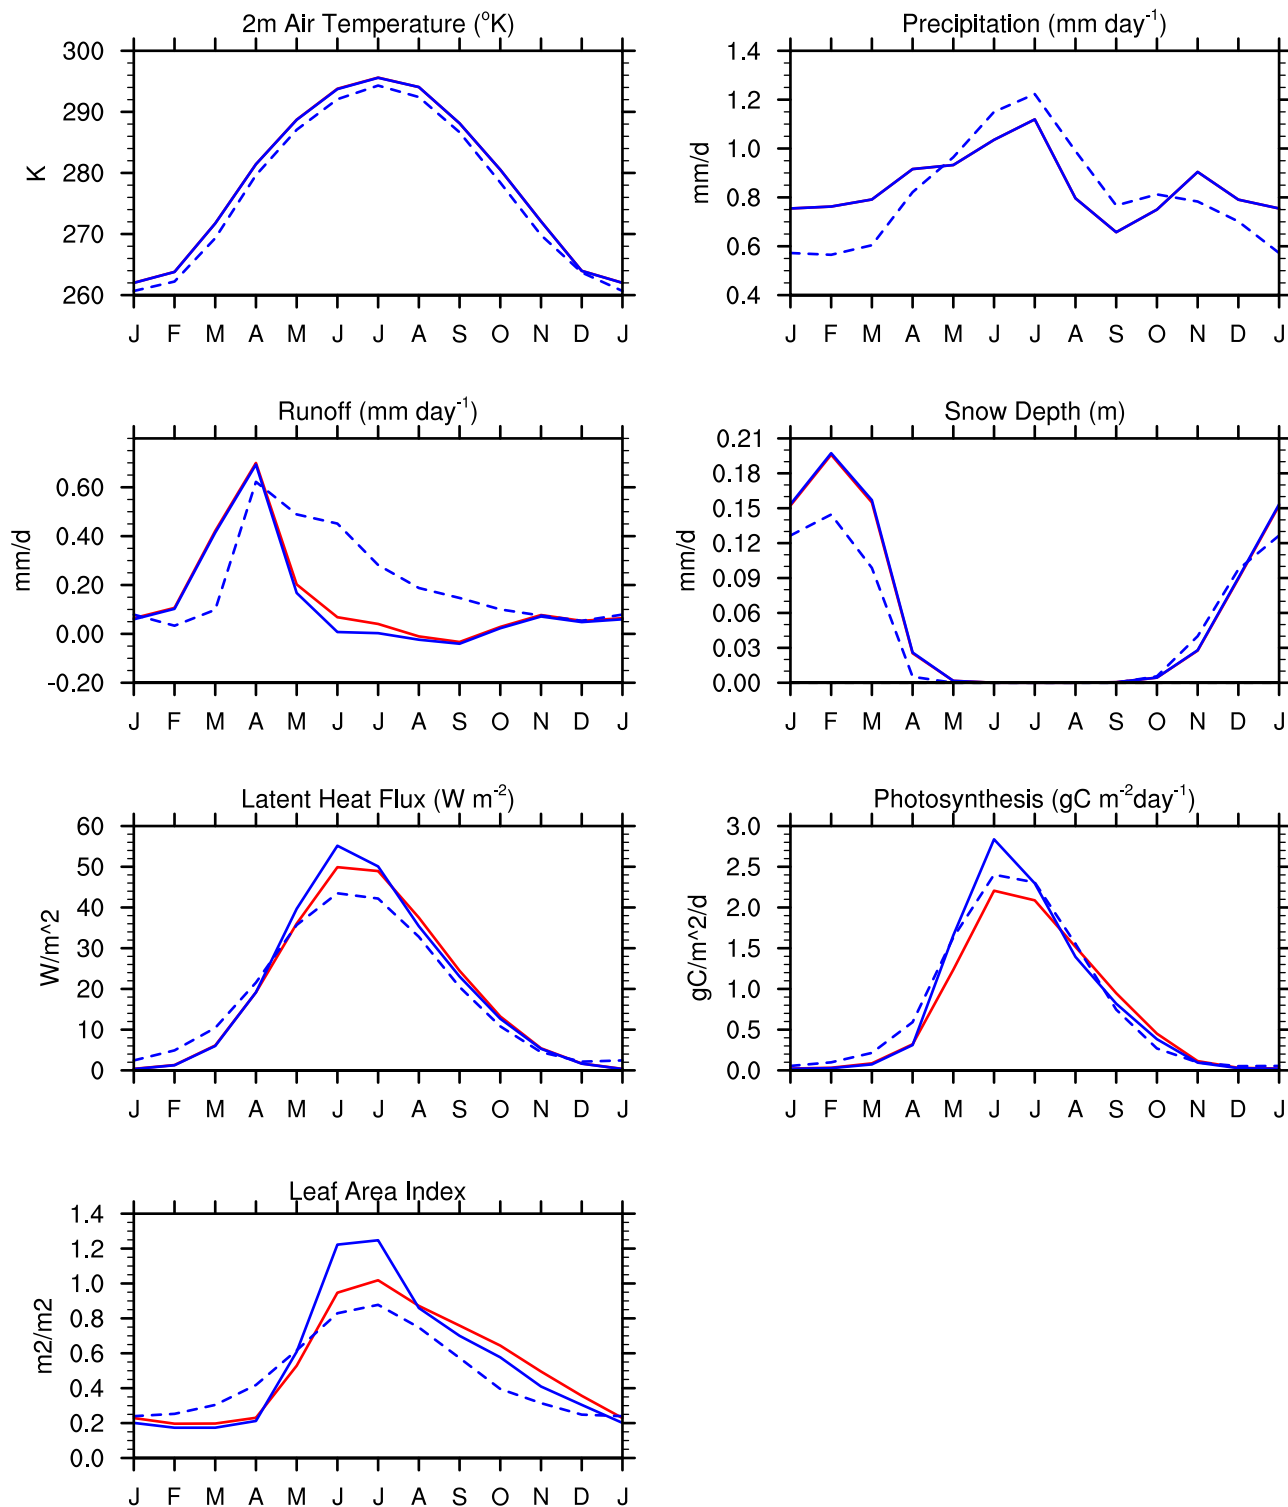 2m Air Temperature (°K)
300
290
280
270
260
K
J F M A M J J A S O N D J
Precipitation (mm day-1)
1.4
1.2
1.0
0.8
0.6
0.4
mm/d
J F M A M J J A S O N D J
Runoff (mm day-1)
0.60
0.40
0.20
0.00
-0.20
mm/d
J F M A M J J A S O N D J
Snow Depth (m)
0.21
0.18
0.15
0.12
0.09
0.06
0.03
0.00
mm/d
J F M A M J J A S O N D J
Latent Heat Flux (W m-2)
60
50
40
30
20
10
0
W/m^2
J F M A M J J A S O N D J
Photosynthesis (gC m-2day-1)
3.0
2.5
2.0
1.5
1.0
0.5
0.0
gC/m^2/d
J F M A M J J A S O N D J
Leaf Area Index
1.4
1.2
1.0
0.8
0.6
0.4
0.2
0.0
m2/m2
J F M A M J J A S O N D J